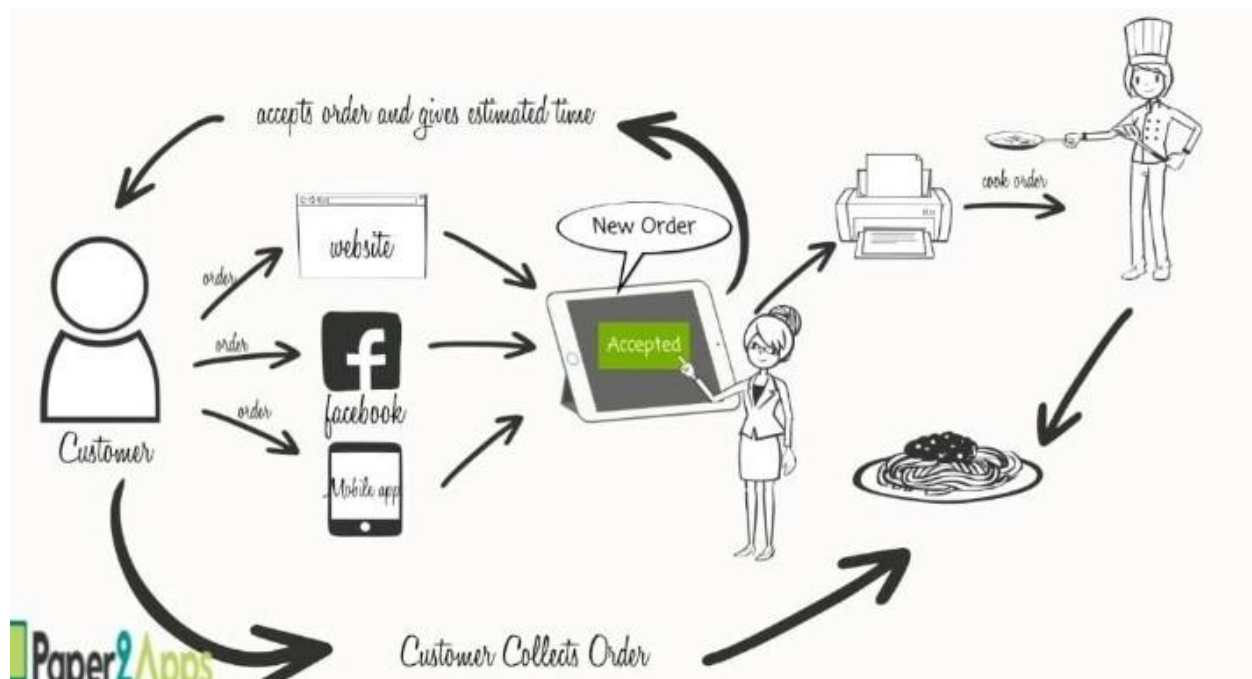 accepts order and gives estimated time
New Order
website
cook order
order
order
Accepted
facebook
order
Customer
Mobile app
Customer Collects Order
Paper2Apps